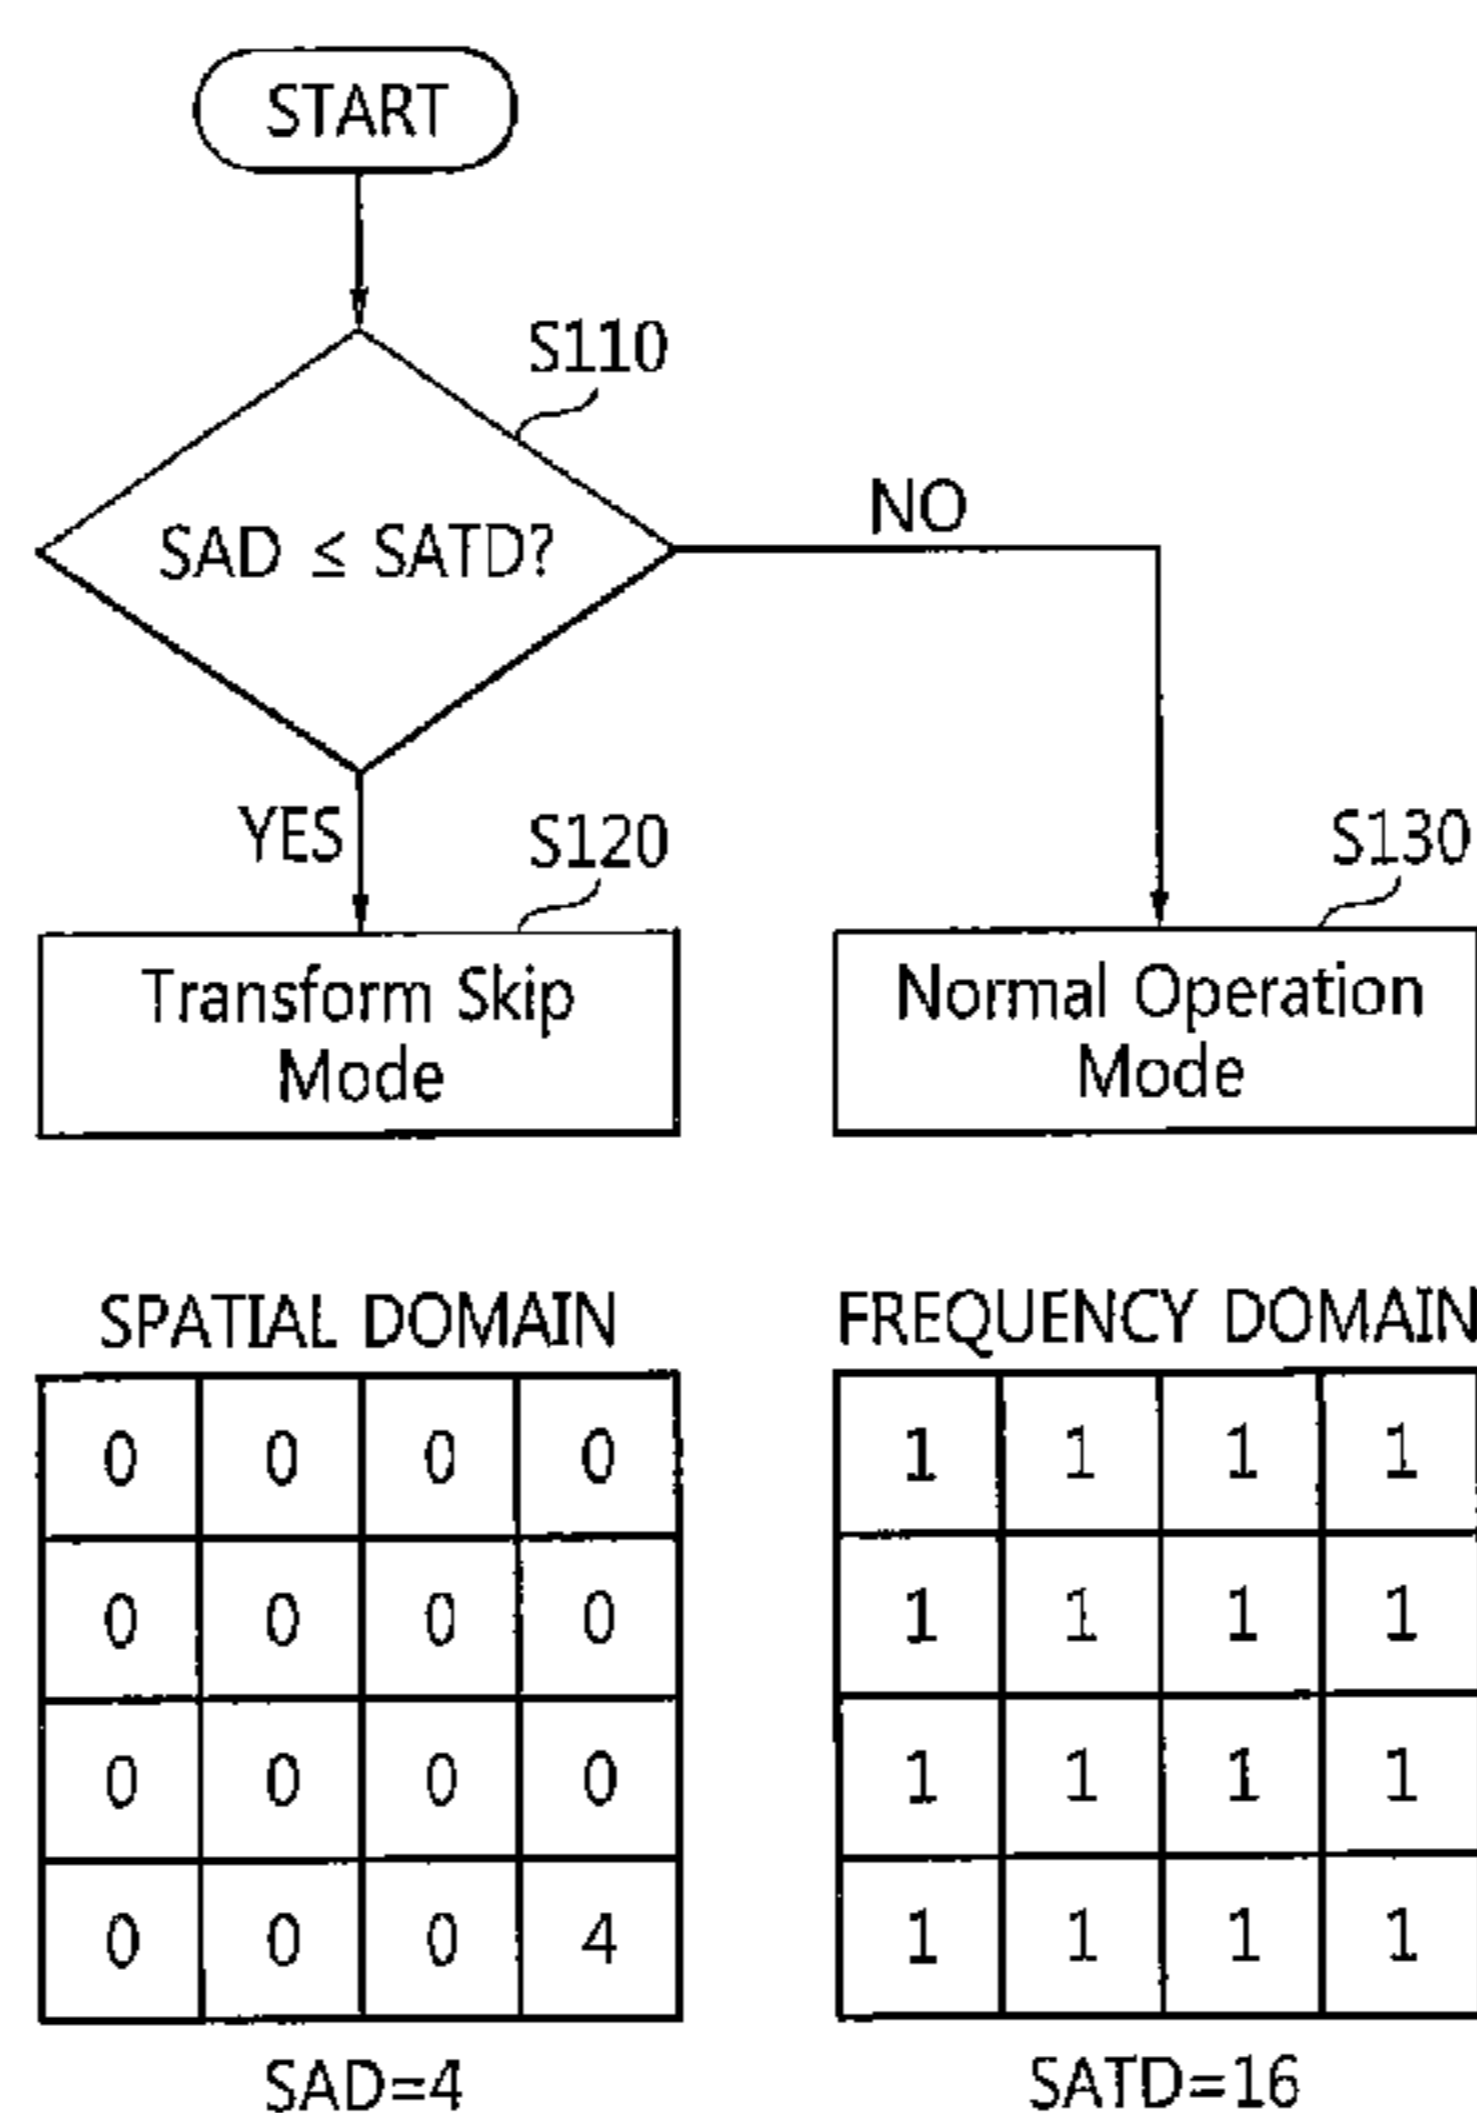 START
S110
SAD ≤ SATD?
NO
YES
S120
S130
Transform Skip
Mode
Normal Operation
Mode
SPATIAL DOMAIN
0 0 0 0
0 0 0 0
0 0 0 0
0 0 0 4
SAD=4
FREQUENCY DOMAIN
1 1 1 1
1 1 1 1
1 1 1 1
1 1 1 1
SATD=16